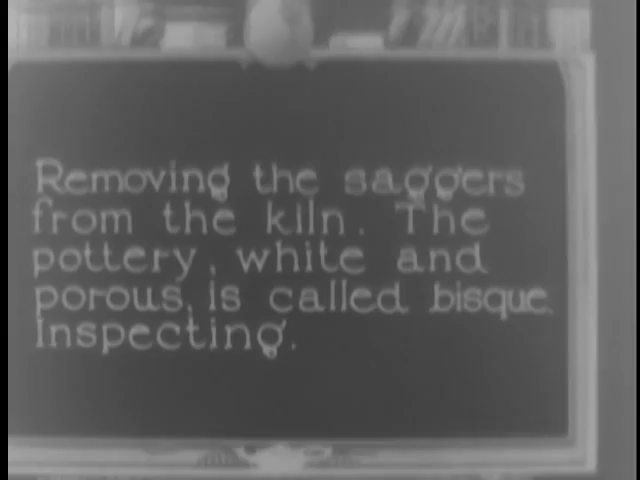 Removing the saggers
from the kiln. The
pottery, white and
porous, is called bisque.
Inspecting.